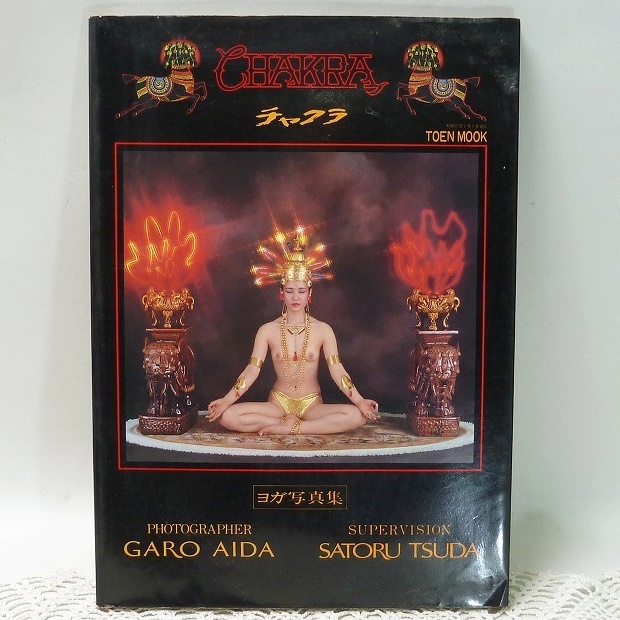 CHAKRA
チャクラ
TOEN MOOK
ヨガ写真集
PHOTOGRAPHER
GARO AIDA
SUPERVISION
SATORU TSUDA